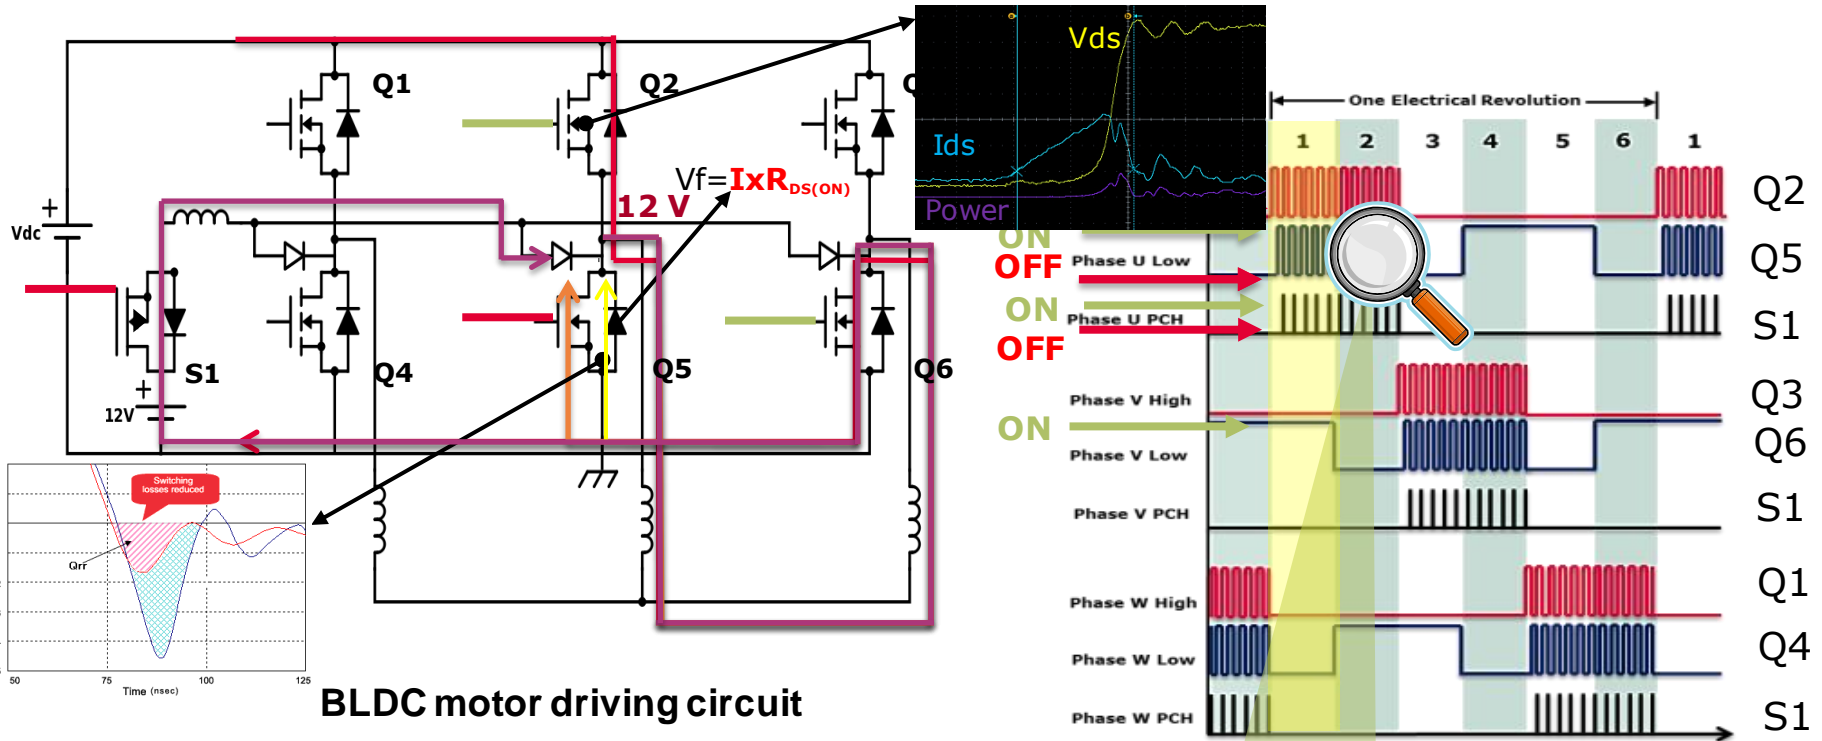 Q1
Q2
Q
Vds
Ids
Power
Vf=IxRDS(ON)
12 V
+
Vdc
S1
+
12V
Q4
Q5
Q6
Switching
losses reduced
Qrr
50
75
100
125
Time (nsec)
BLDC motor driving circuit
One Electrical Revolution
1
2
3
4
5
6
1
Q2
ON
OFF
Phase U Low
Q5
ON
Phase U PCH
OFF
S1
Phase V High
Q3
ON
Phase V Low
Q6
Phase V PCH
S1
Phase W High
Q1
Phase W Low
Q4
Phase W PCH
S1